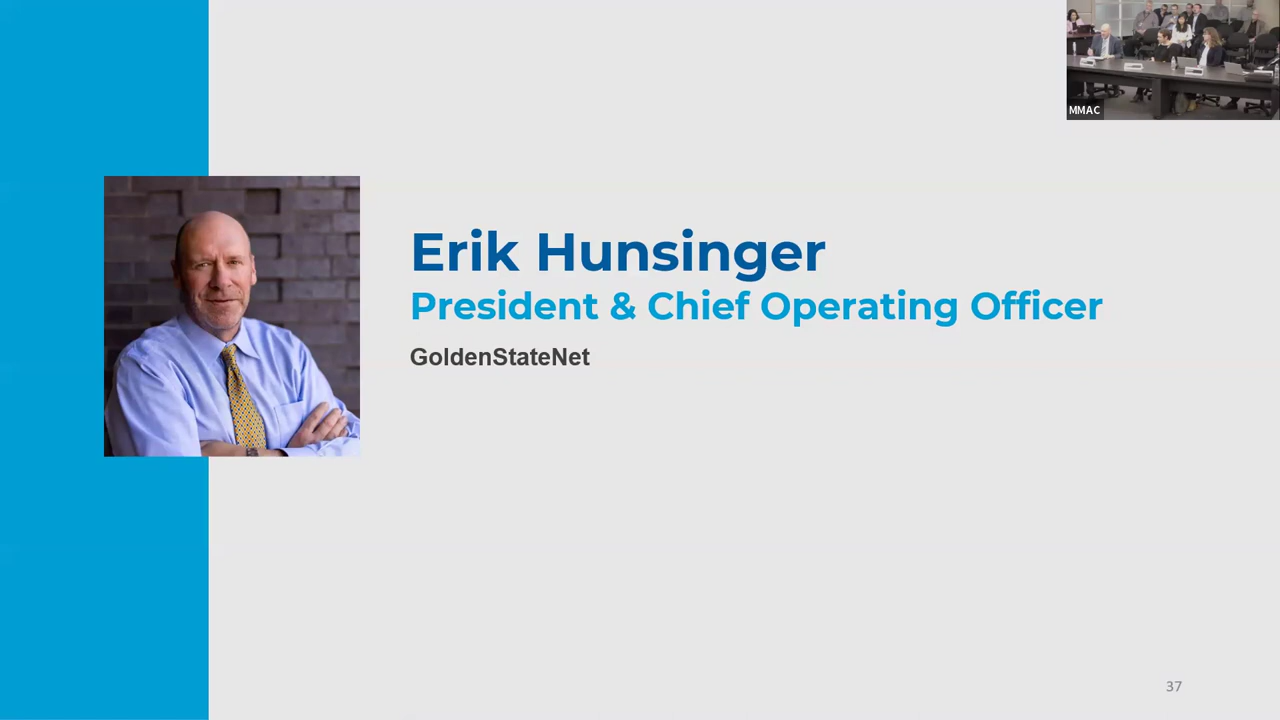 MMAC
Erik Hunsinger
President & Chief Operating Officer
GoldenStateNet
37